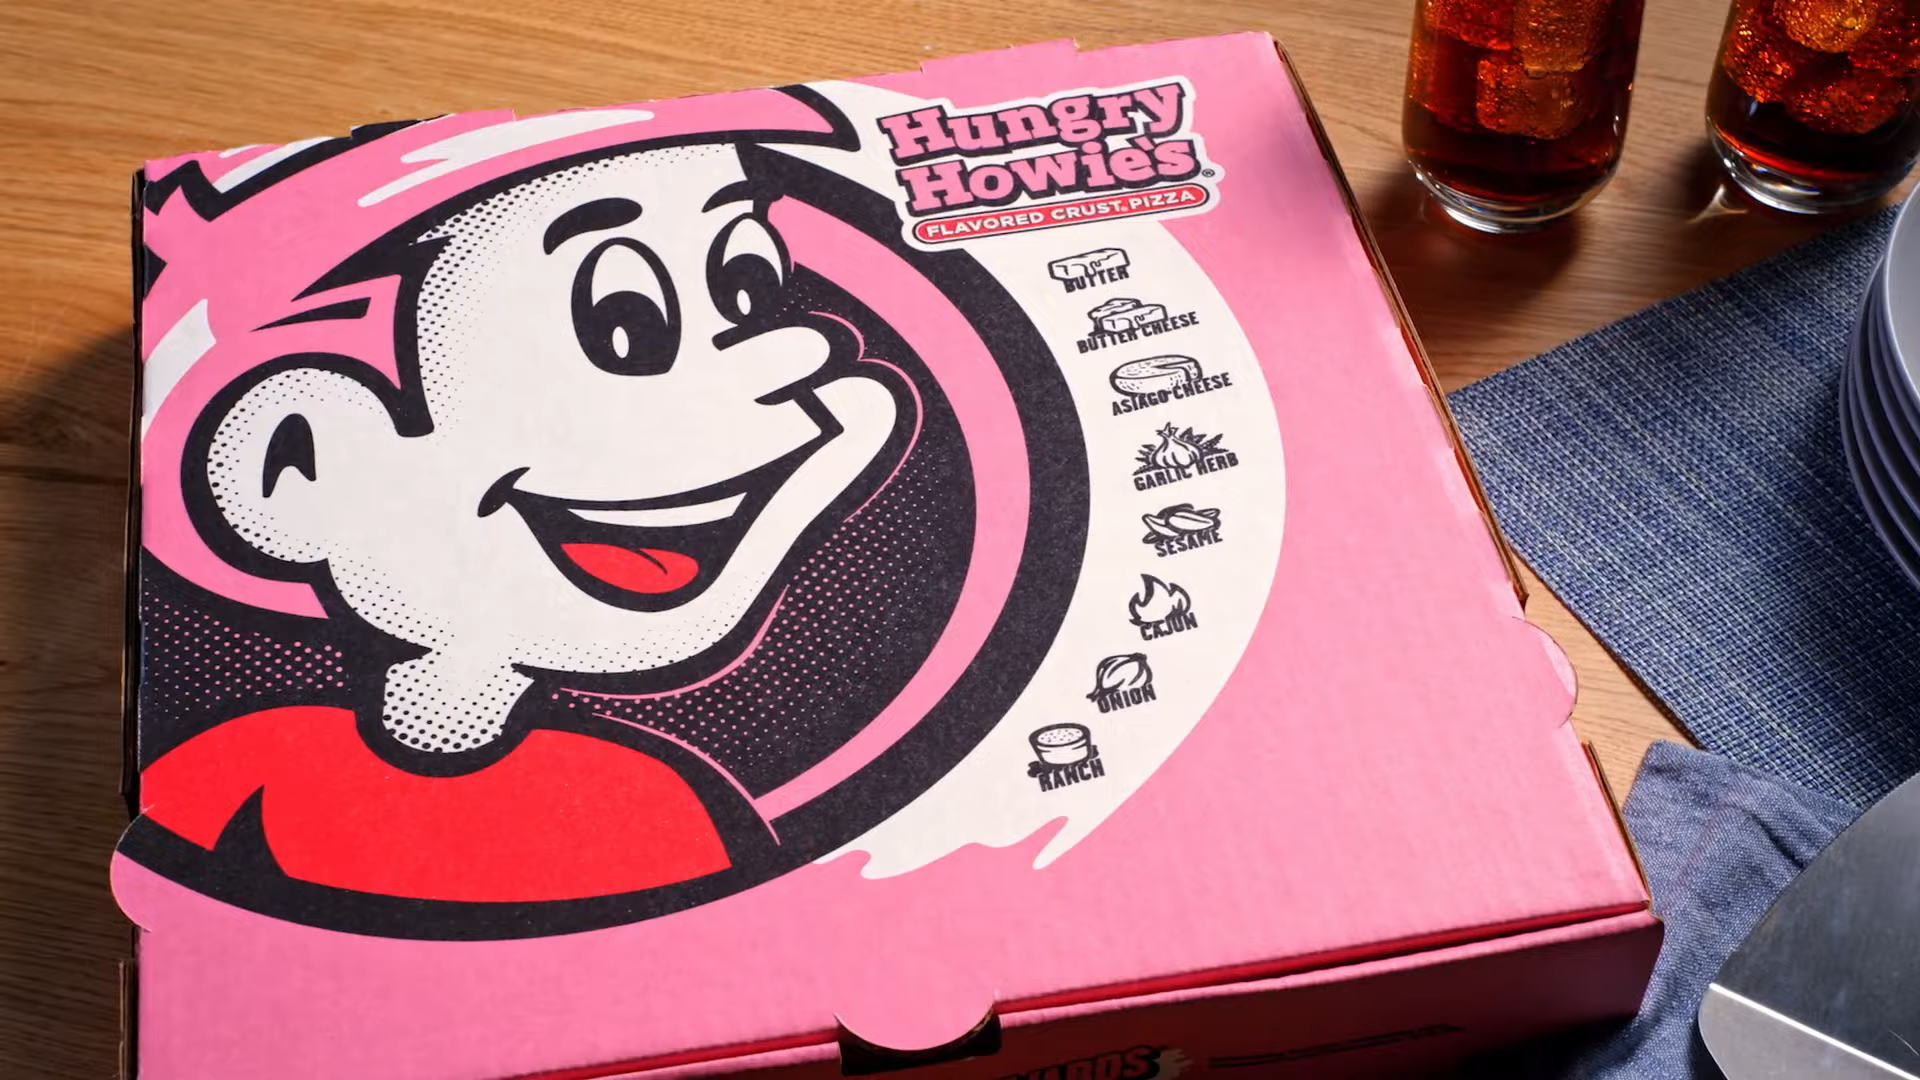 Hungry
Howie's®
FLAVORED CRUST® PIZZA
BUTTER
BUTTER CHEESE
ASIAGO CHEESE
GARLIC HERB
SESAME
CAJUN
ONION
RANCH